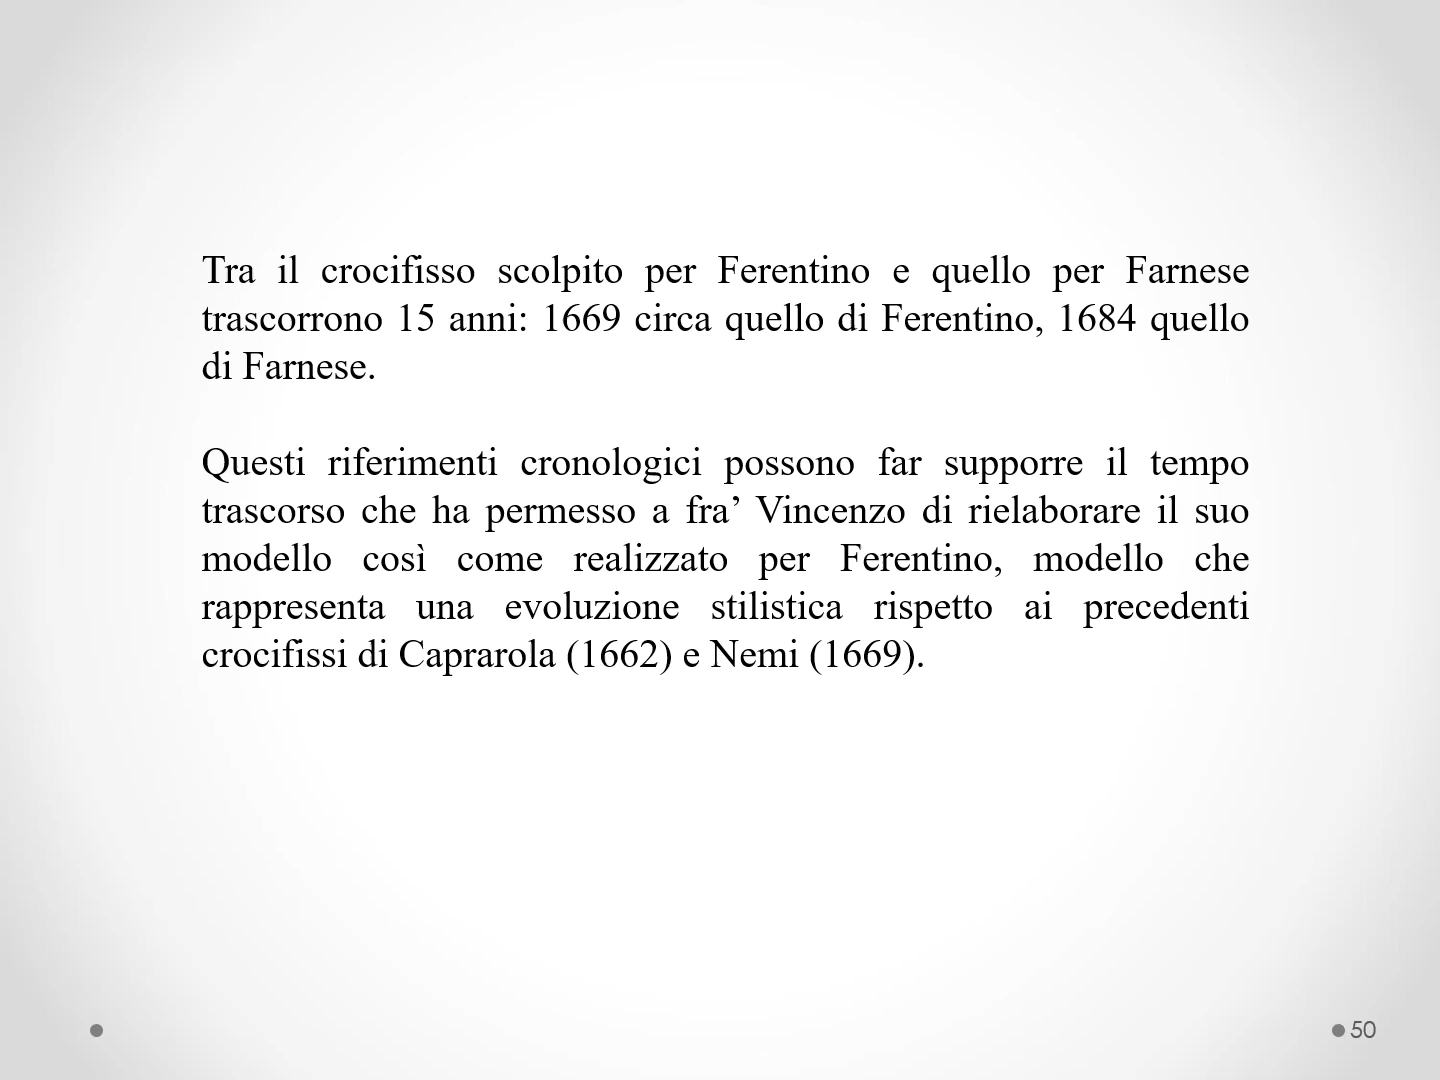 Tra il crocifisso scolpito per Ferentino e quello per Farnese
trascorrono 15 anni: 1669 circa quello di Ferentino, 1684 quello
di Farnese.
Questi riferimenti cronologici possono far supporre il tempo
trascorso che ha permesso a fra’ Vincenzo di rielaborare il suo
modello così come realizzato per Ferentino, modello che
rappresenta una evoluzione stilistica rispetto ai precedenti
crocifissi di Caprarola (1662) e Nemi (1669).
50